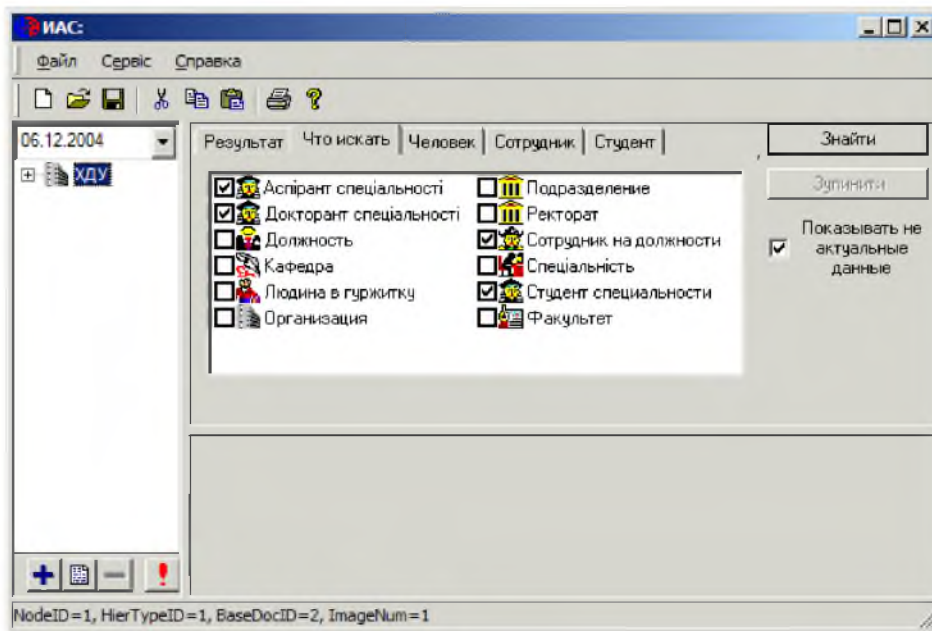 ИАС:
Файл Сервіс Справка
06.12.2004
ХДУ
Результат Что искать Человек Сотрудник Студент
Аспірант спеціальності
Докторант спеціальності
Должность
Кафедра
Людина в гуржитку
Организация
Подразделение
Ректорат
Сотрудник на должности
Спеціальність
Студент специальности
Факультет
Знайти
Зупинити
Показывать не
актуальные
данные
NodeID=1, HierTypeID=1, BaseDocID=2, ImageNum=1